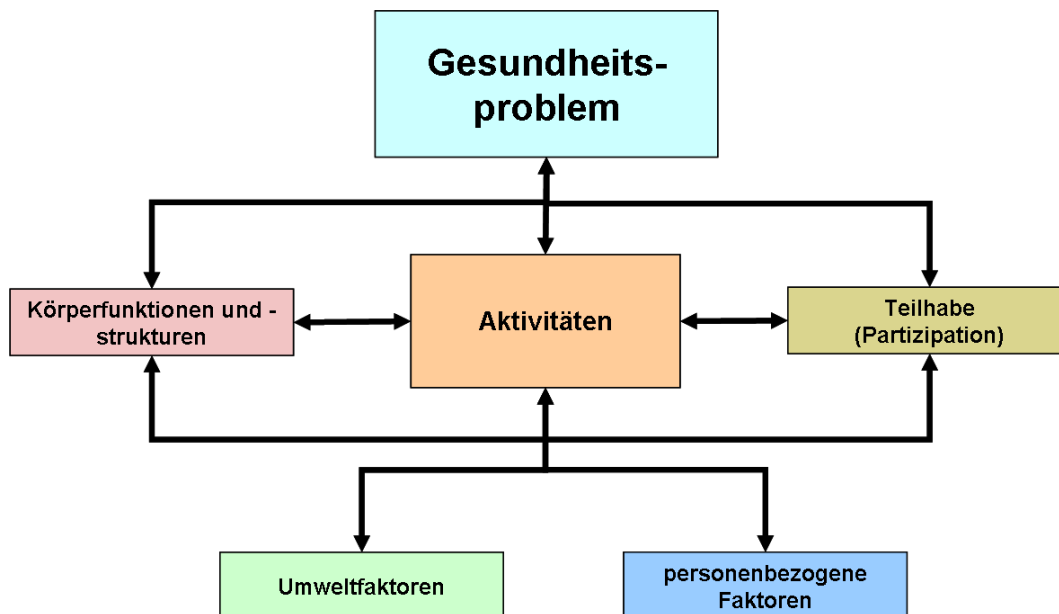 Gesundheits-
problem
Körperfunktionen und -
strukturen
Aktivitäten
Teilhabe
(Partizipation)
Umweltfaktoren
personenbezogene
Faktoren